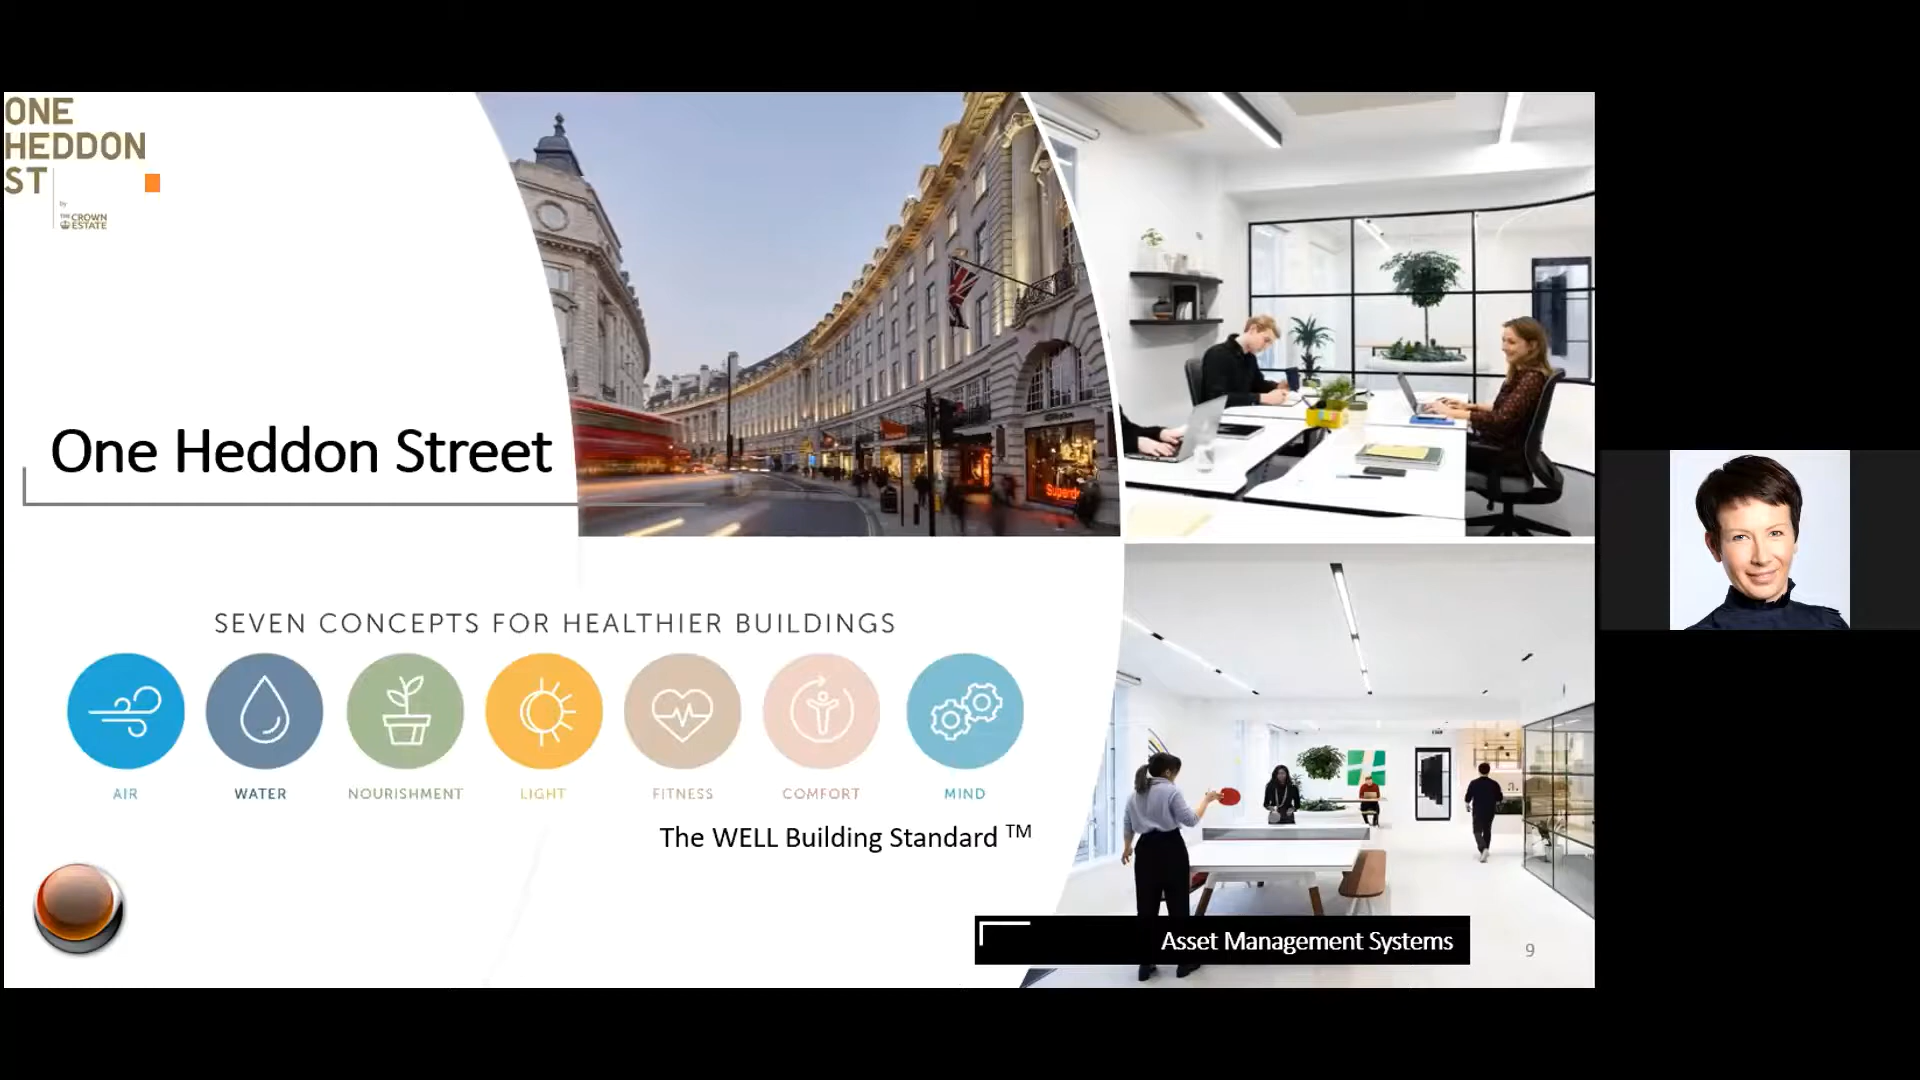 ONE
HEDDON
ST
by
THE CROWN
ESTATE
One Heddon Street
SEVEN CONCEPTS FOR HEALTHIER BUILDINGS
AIR
WATER
NOURISHMENT
LIGHT
FITNESS
COMFORT
MIND
The WELL Building Standard TM
Asset Management Systems
9